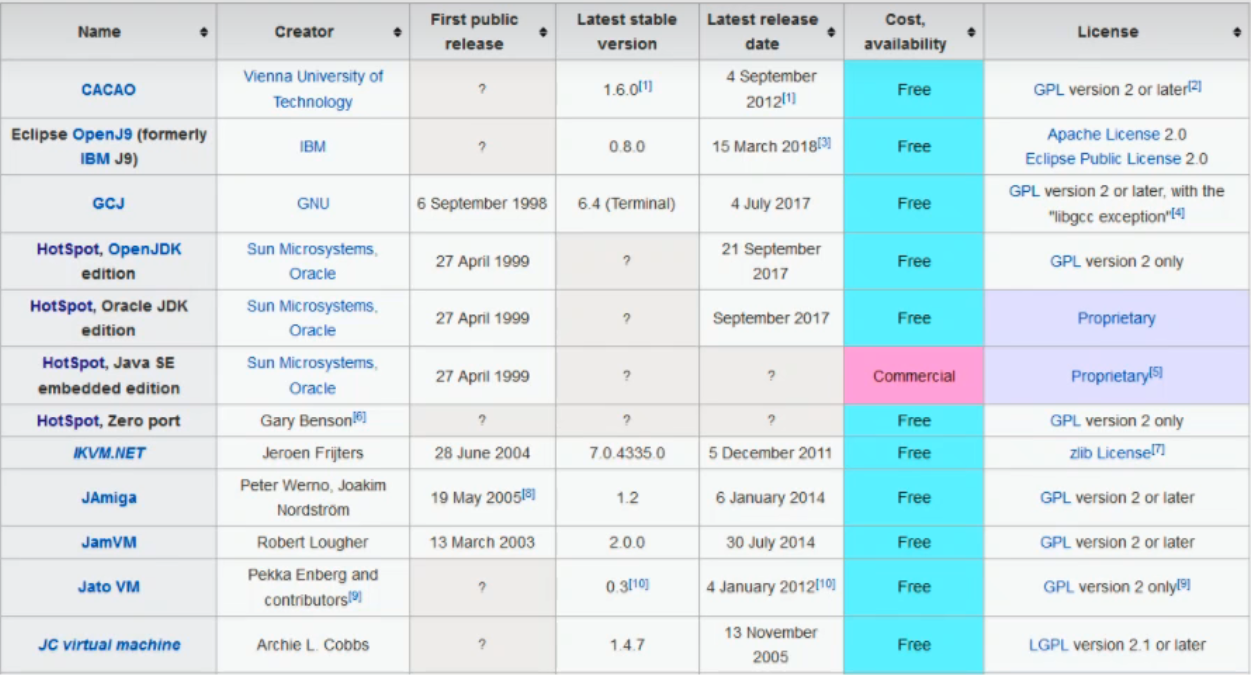 Name Creator First public release Latest stable version Latest release date Cost, availability License
CACAO Vienna University of Technology ? 1.6.0[1] 4 September 2012[1] Free GPL version 2 or later[2]
Eclipse OpenJ9 (formerly IBM J9) IBM ? 0.8.0 15 March 2018[3] Free Apache License 2.0 Eclipse Public License 2.0
GCJ GNU 6 September 1998 6.4 (Terminal) 4 July 2017 Free GPL version 2 or later, with the "libgcc exception"[4]
HotSpot, OpenJDK edition Sun Microsystems, Oracle 27 April 1999 ? 21 September 2017 Free GPL version 2 only
HotSpot, Oracle JDK edition Sun Microsystems, Oracle 27 April 1999 ? September 2017 Free Proprietary
HotSpot, Java SE embedded edition Sun Microsystems, Oracle 27 April 1999 ? ? Commercial Proprietary[5]
HotSpot, Zero port Gary Benson[6] ? ? ? Free GPL version 2 only
IKVM.NET Jeroen Frijters 28 June 2004 7.0.4335.0 5 December 2011 Free zlib License[7]
JAmiga Peter Werno, Joakim Nordström 19 May 2005[8] 1.2 6 January 2014 Free GPL version 2 or later
JamVM Robert Lougher 13 March 2003 2.0.0 30 July 2014 Free GPL version 2 or later
Jato VM Pekka Enberg and contributors[9] ? 0.3[10] 4 January 2012[10] Free GPL version 2 only[9]
JC virtual machine Archie L. Cobbs ? 1.4.7 13 November 2005 Free LGPL version 2.1 or later